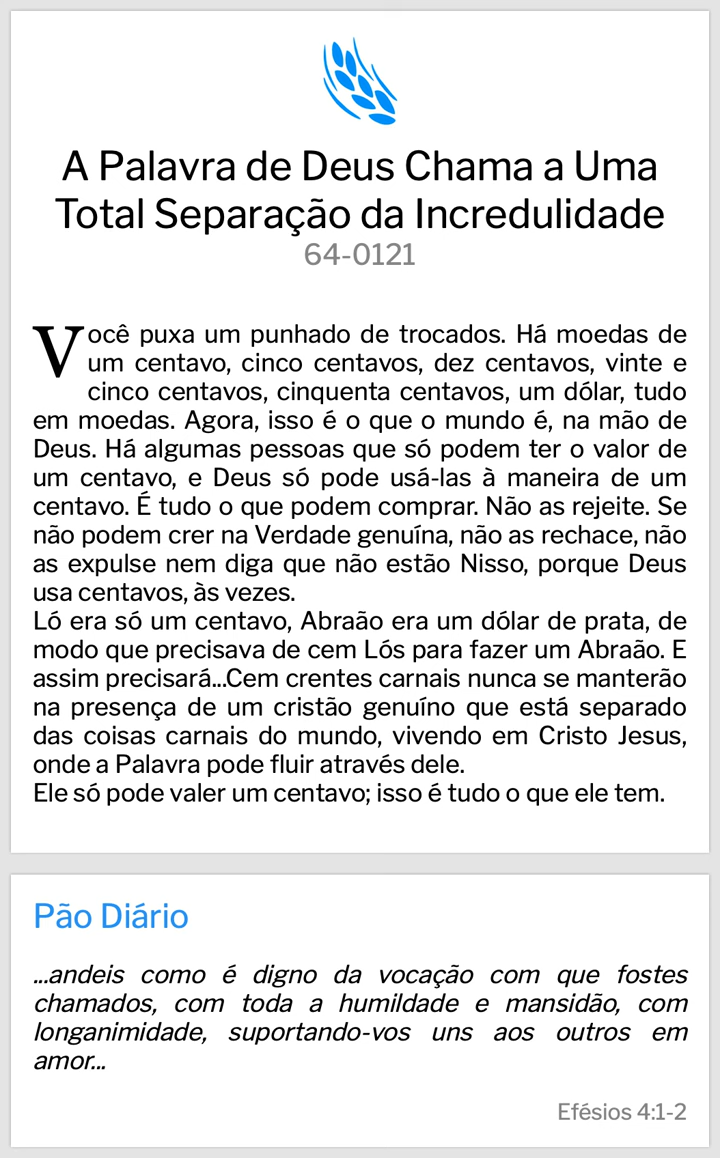 A Palavra de Deus Chama a Uma
Total Separação da Incredulidade
64-0121
Você puxa um punhado de trocados. Há moedas de
um centavo, cinco centavos, dez centavos, vinte e
cinco centavos, cinquenta centavos, um dólar, tudo
em moedas. Agora, isso é o que o mundo é, na mão de
Deus. Há algumas pessoas que só podem ter o valor de
um centavo, e Deus só pode usá-las à maneira de um
centavo. É tudo o que podem comprar. Não as rejeite. Se
não podem crer na Verdade genuína, não as rechace, não
as expulse nem diga que não estão Nisso, porque Deus
usa centavos, às vezes.
Ló era só um centavo, Abraão era um dólar de prata, de
modo que precisava de cem Lós para fazer um Abraão. E
assim precisará...Cem crentes carnais nunca se manterão
na presença de um cristão genuíno que está separado
das coisas carnais do mundo, vivendo em Cristo Jesus,
onde a Palavra pode fluir através dele.
Ele só pode valer um centavo; isso é tudo o que ele tem.
Pão Diário
...andeis como é digno da vocação com que fostes
chamados, com toda a humildade e mansidão, com
longanimidade, suportando-vos uns aos outros em
amor...
Efésios 4:1-2